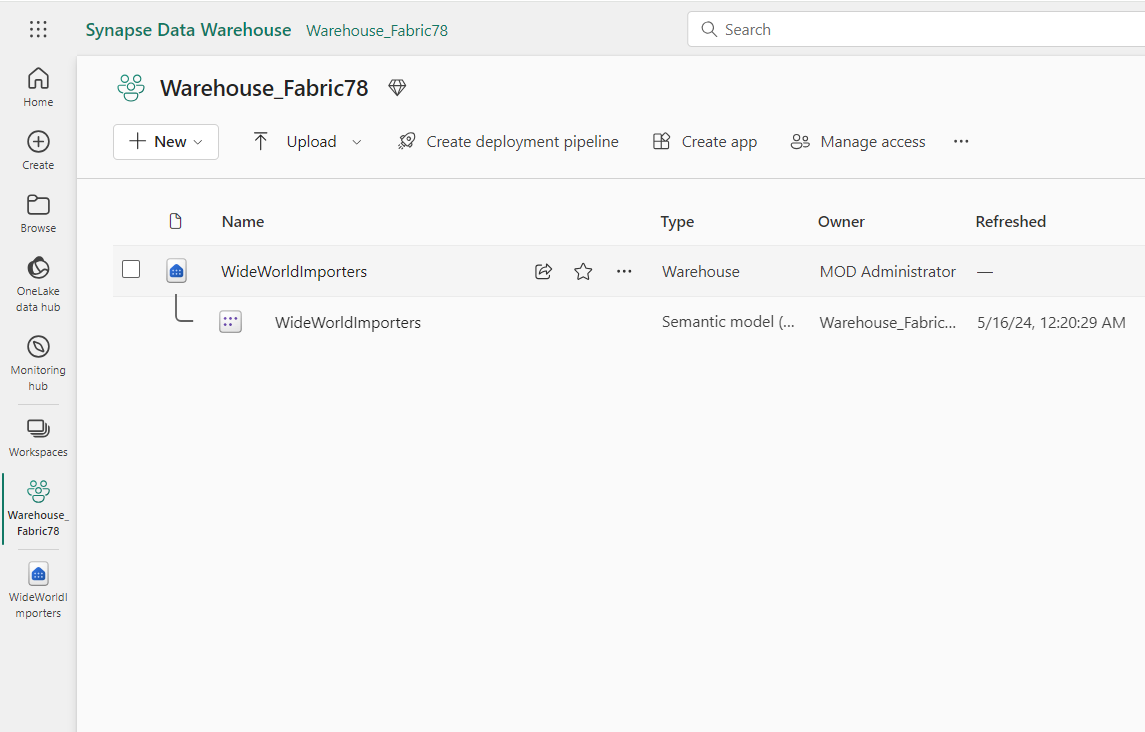 Synapse Data Warehouse Warehouse_Fabric78 Search
Home
Create
Browse
OneLake
data hub
Monitoring
hub
Workspaces
Warehouse_
Fabric78
WideWorldI
mporters
Warehouse_Fabric78
New Upload Create deployment pipeline Create app Manage access ...
Name Type Owner Refreshed
WideWorldImporters ... Warehouse MOD Administrator —
WideWorldImporters Semantic model (... Warehouse_Fabric... 5/16/24, 12:20:29 AM